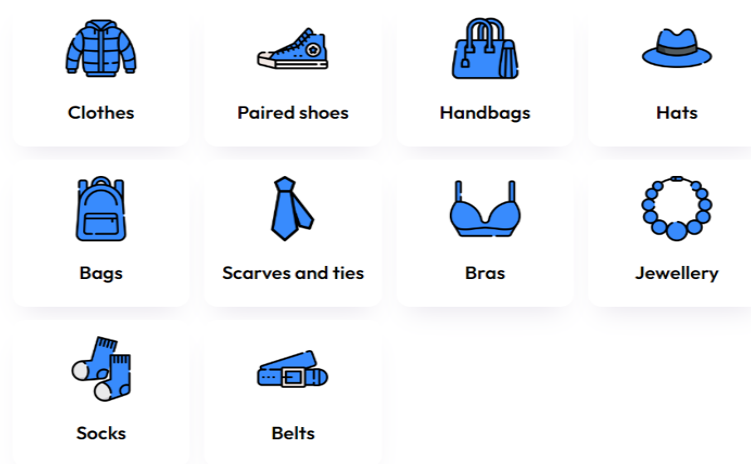 Clothes
Paired shoes
Handbags
Hats
Bags
Scarves and ties
Bras
Jewellery
Socks
Belts